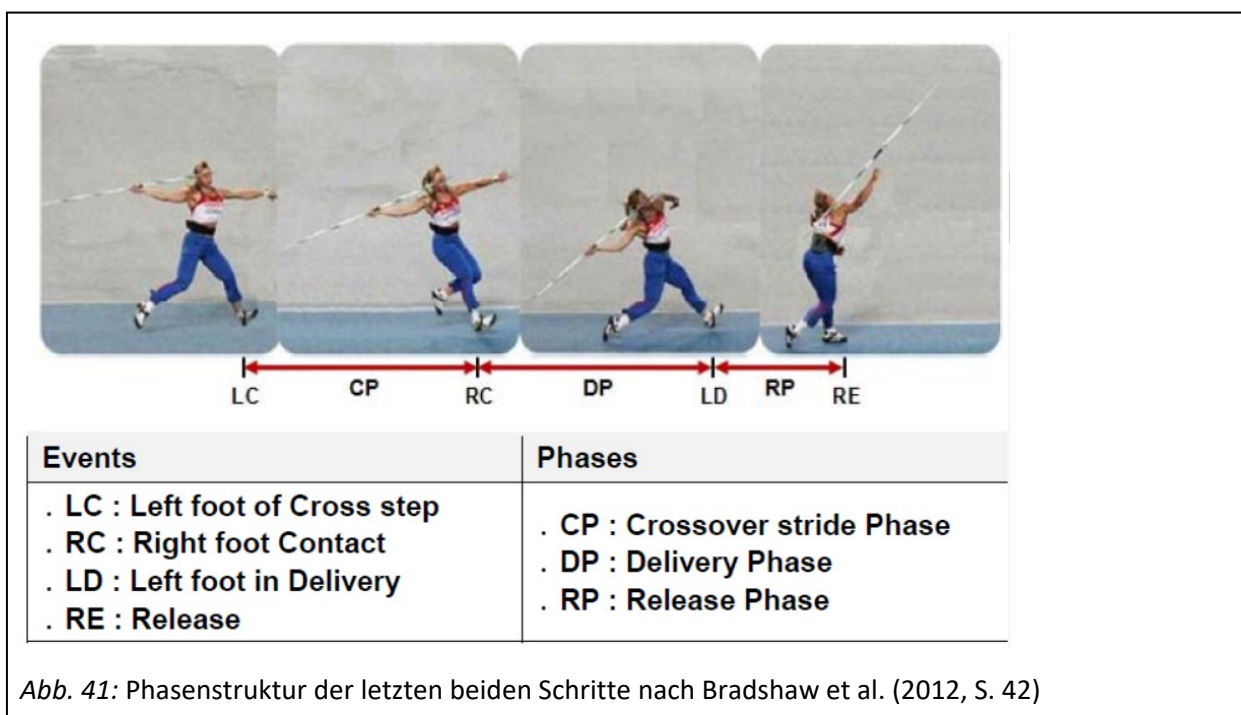 LC CP RC DP LD RP RE
Events Phases
. LC : Left foot of Cross step
. RC : Right foot Contact
. LD : Left foot in Delivery
. RE : Release
. CP : Crossover stride Phase
. DP : Delivery Phase
. RP : Release Phase
Abb. 41: Phasenstruktur der letzten beiden Schritte nach Bradshaw et al. (2012, S. 42)